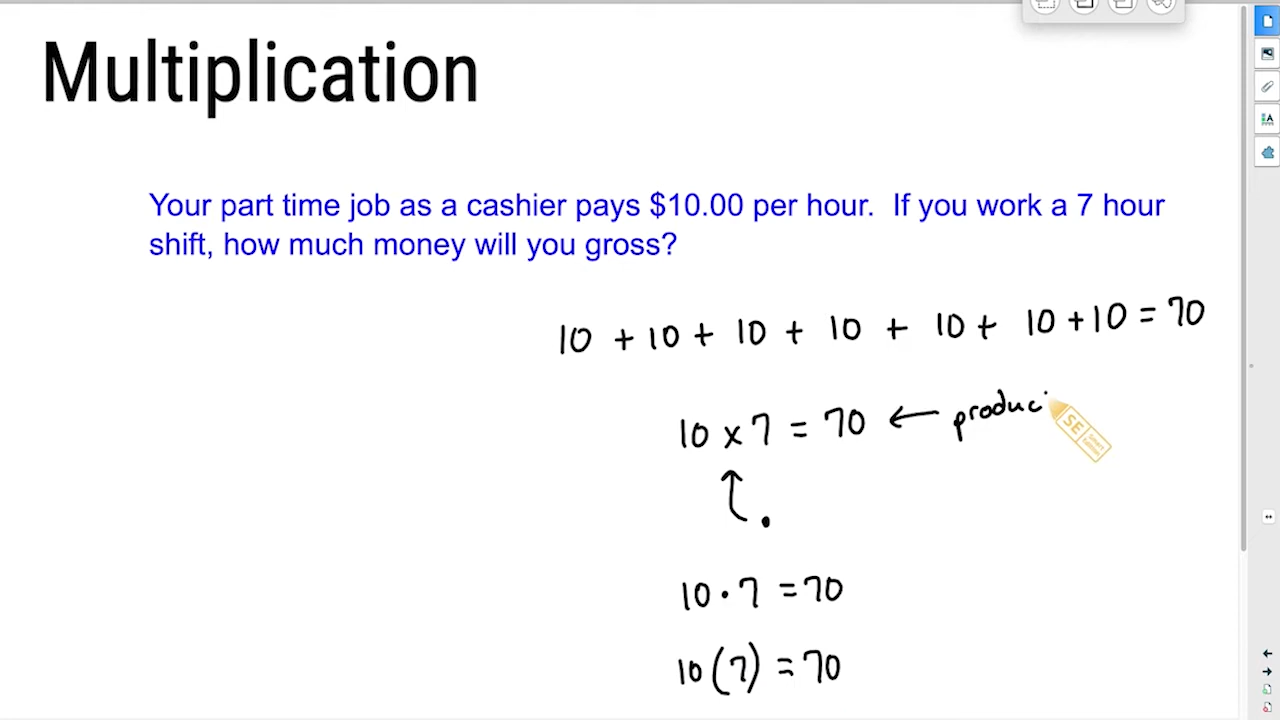 Multiplication
Your part time job as a cashier pays $10.00 per hour. If you work a 7 hour
shift, how much money will you gross?
10 + 10 + 10 + 10 + 10 + 10 + 10 = 70
10 x 7 = 70 ← produc
10 · 7 = 70
10 (7) = 70
SE